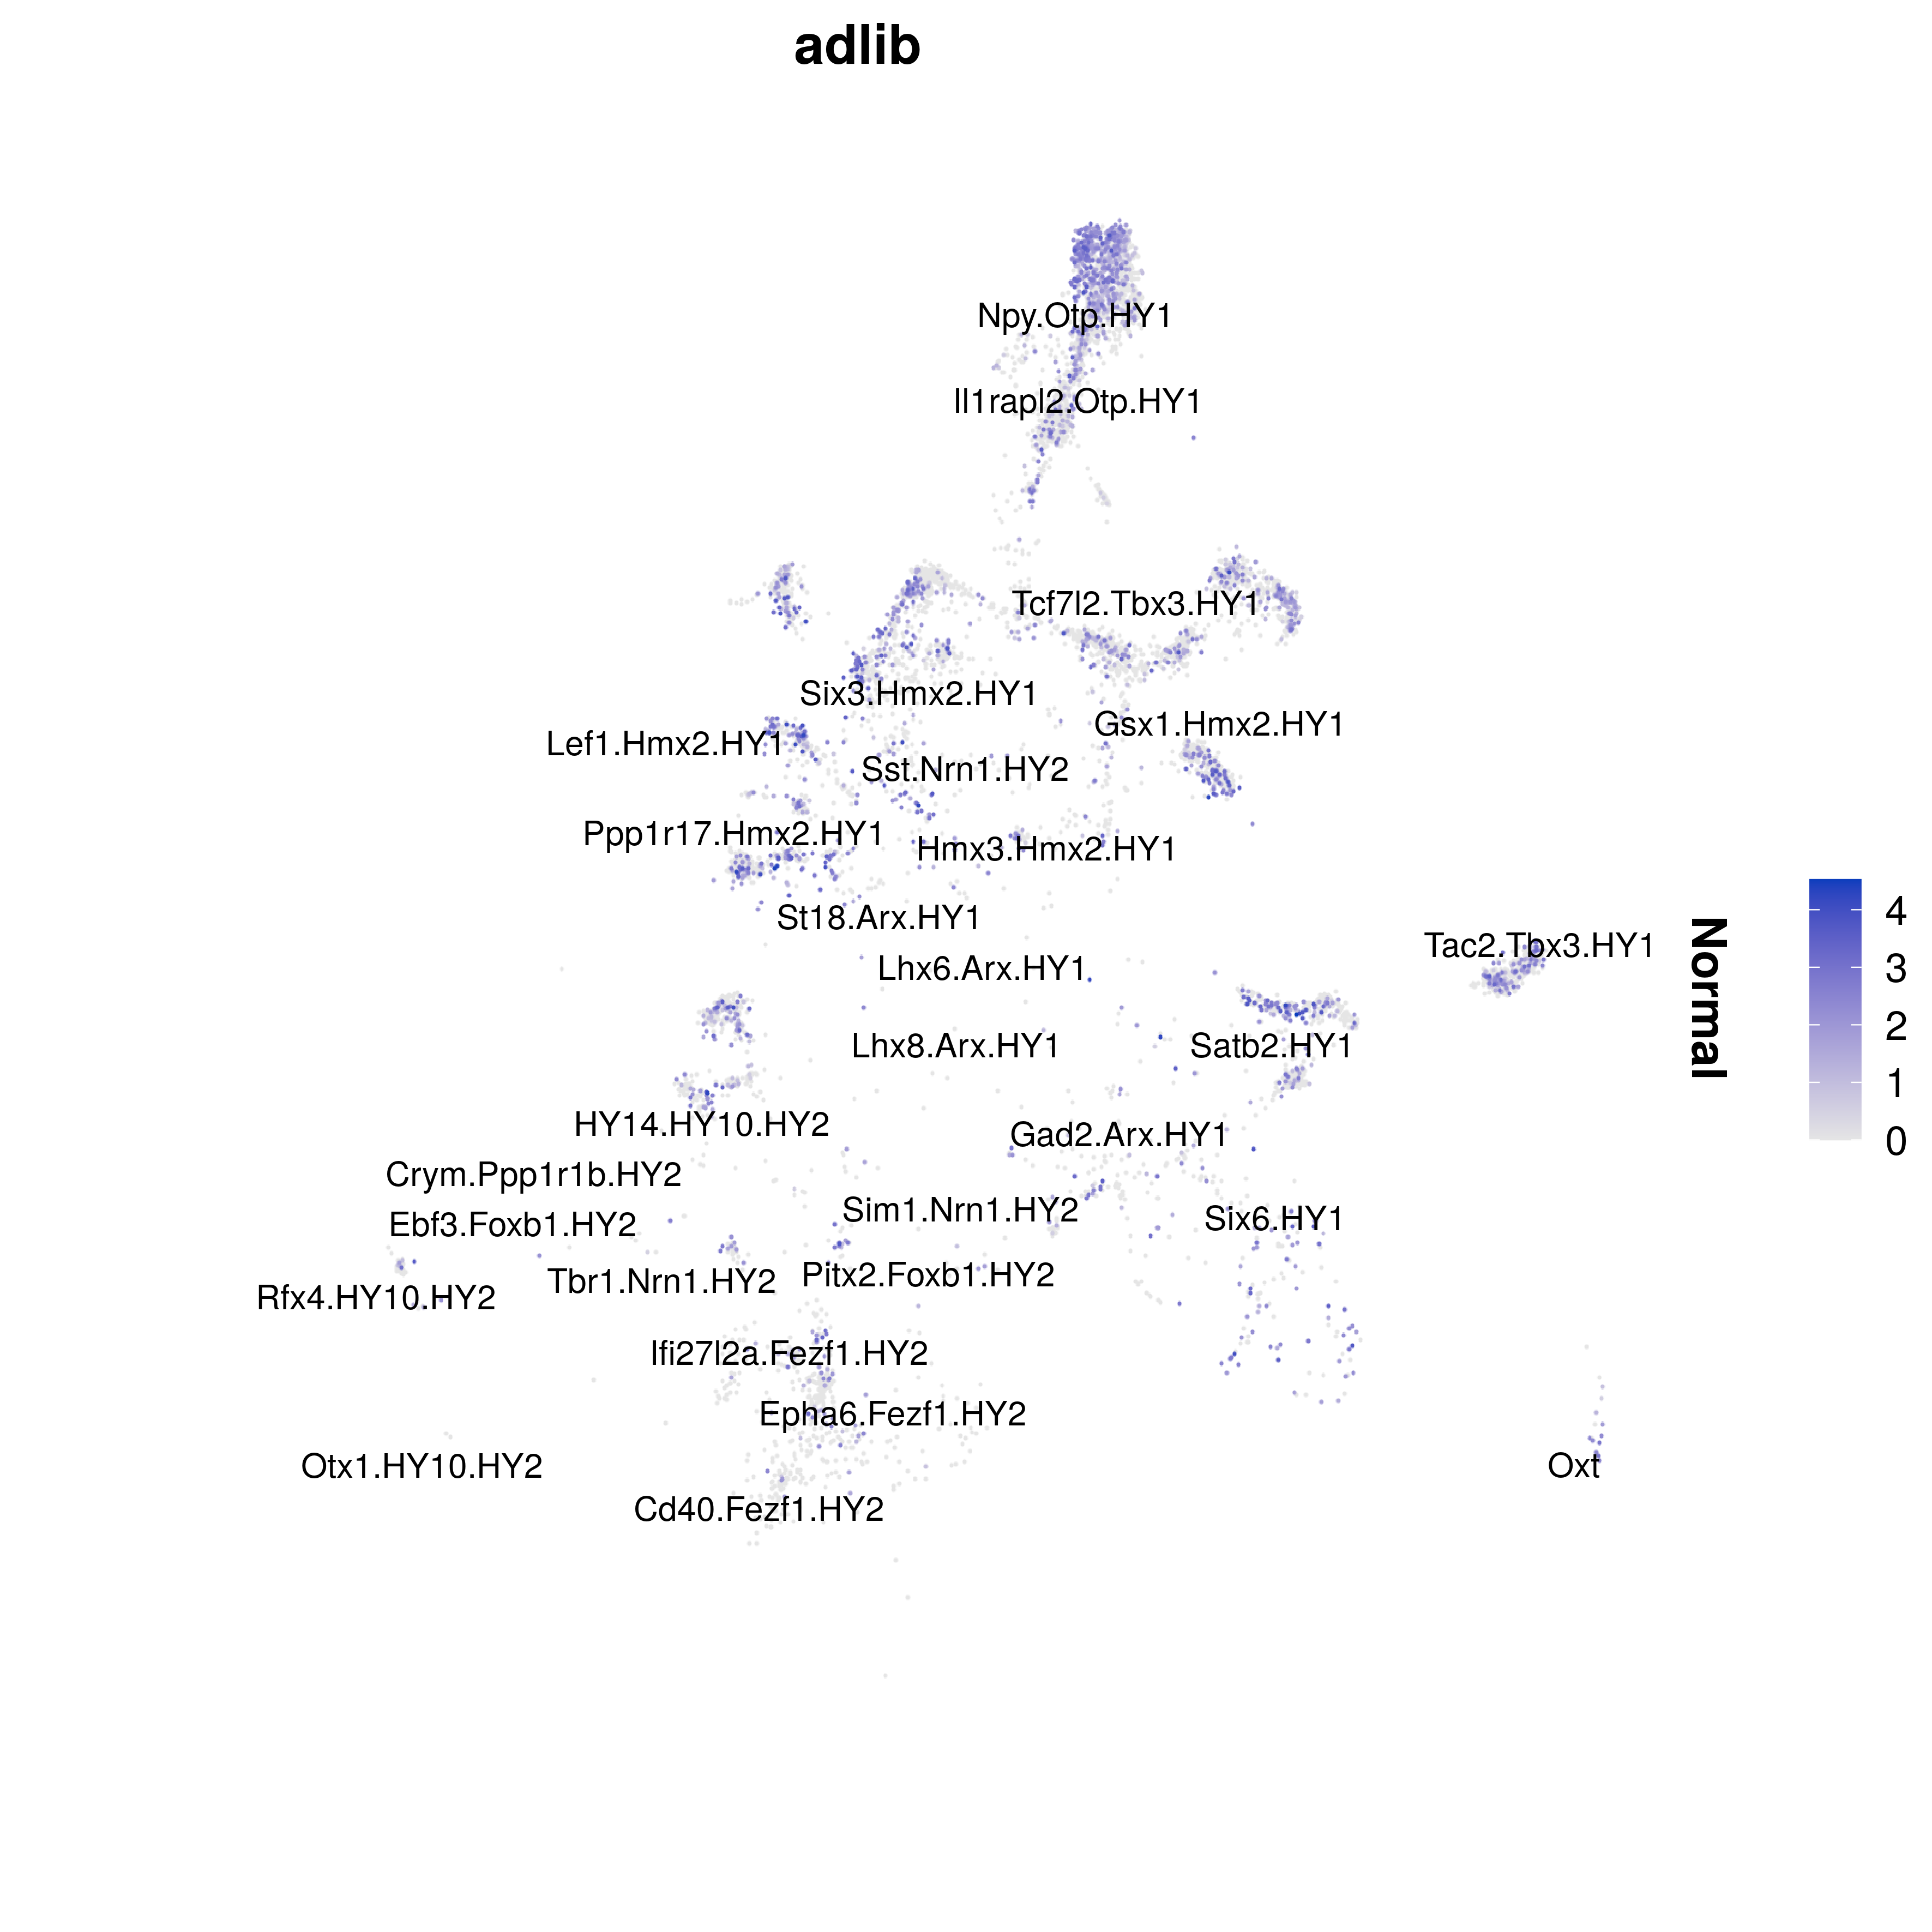 adlib
Npy.Otp.HY1
Il1rapl2.Otp.HY1
Tcf7l2.Tbx3.HY1
Six3.Hmx2.HY1
Gsx1.Hmx2.HY1
Lef1.Hmx2.HY1
Sst.Nrn1.HY2
Ppp1r17.Hmx2.HY1
Hmx3.Hmx2.HY1
St18.Arx.HY1
Tac2.Tbx3.HY1
Lhx6.Arx.HY1
Lhx8.Arx.HY1
Satb2.HY1
HY14.HY10.HY2
Gad2.Arx.HY1
Crym.Ppp1r1b.HY2
Sim1.Nrn1.HY2
Six6.HY1
Ebf3.Foxb1.HY2
Pitx2.Foxb1.HY2
Tbr1.Nrn1.HY2
Rfx4.HY10.HY2
Ifi27l2a.Fezf1.HY2
Epha6.Fezf1.HY2
Otx1.HY10.HY2
Oxt
Cd40.Fezf1.HY2
Normal
4
3
2
1
0